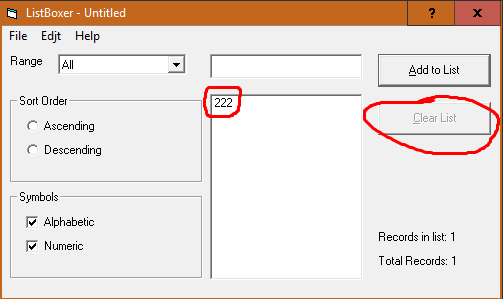 ListBoxer - Untitled
?
X
File Edjt Help
Range
All
Add to List
Sort Order
222
Clear List
Ascending
Descending
Symbols
Alphabetic
Numeric
Records in list: 1
Total Records: 1